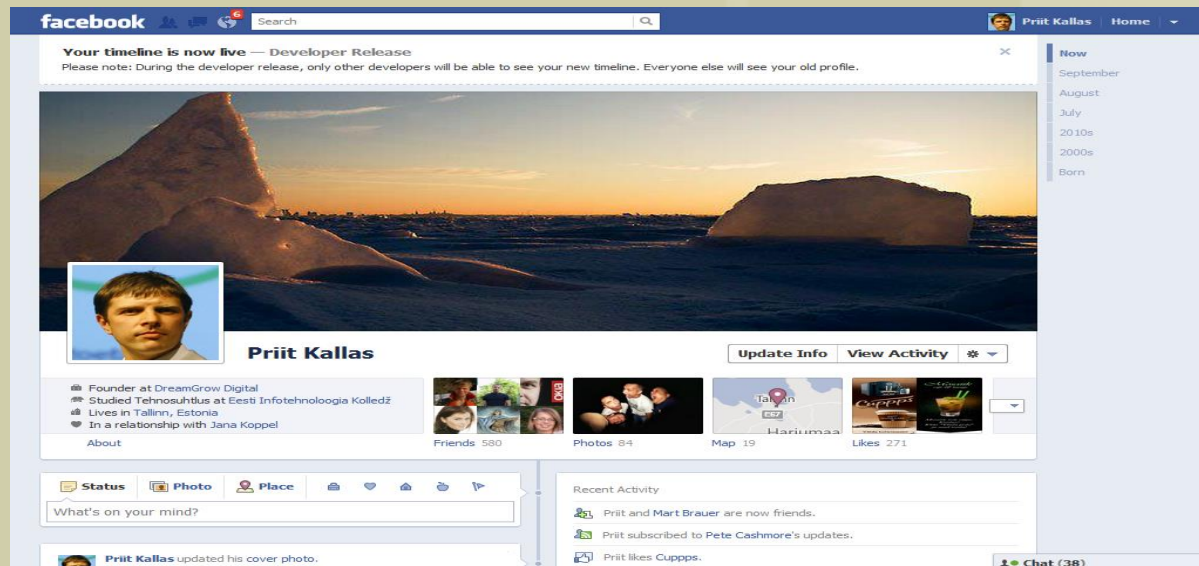 facebook
6
Search
Priit Kallas
Home
Your timeline is now live — Developer Release
Please note: During the developer release, only other developers will be able to see your new timeline. Everyone else will see your old profile.
Now
September
August
July
2010s
2000s
Born
Priit Kallas
Update Info
View Activity
Founder at DreamGrow Digital
Studied Tehnosuhtlus at Eesti Infotehnoloogia Kolledž
Lives in Tallinn, Estonia
In a relationship with Jana Koppel
About
Friends 580
Photos 84
Map 19
Likes 271
Status
Photo
Place
What's on your mind?
Recent Activity
Priit and Mart Brauer are now friends.
Priit subscribed to Pete Cashmore's updates.
Priit likes Cuppps.
Priit Kallas updated his cover photo.
Chat (38)